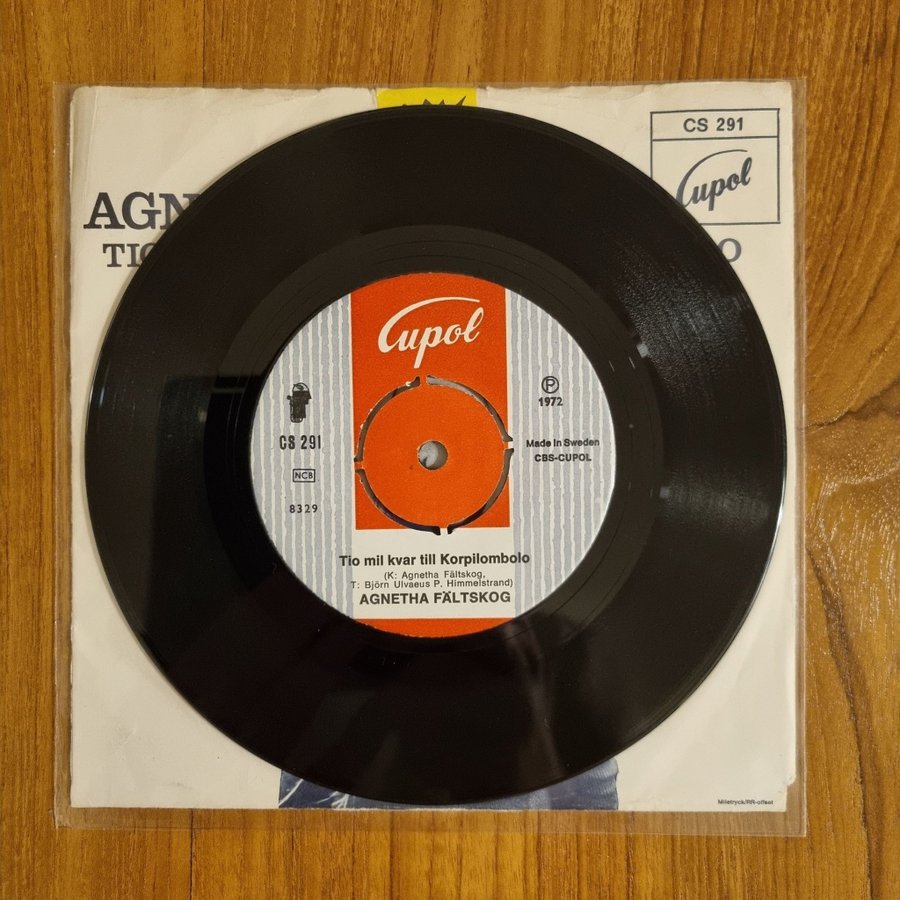 CS 291
Cupol
AGN
TIO
O
Cupol
CS 291
NCB
8329
P
1972
Made in Sweden
CBS-CUPOL
Tio mil kvar till Korpilombolo
(K: Agnetha Fältskog,
T: Björn Ulvaeus P. Himmelstrand)
AGNETHA FÄLTSKOG
Miletryck/RR-offset